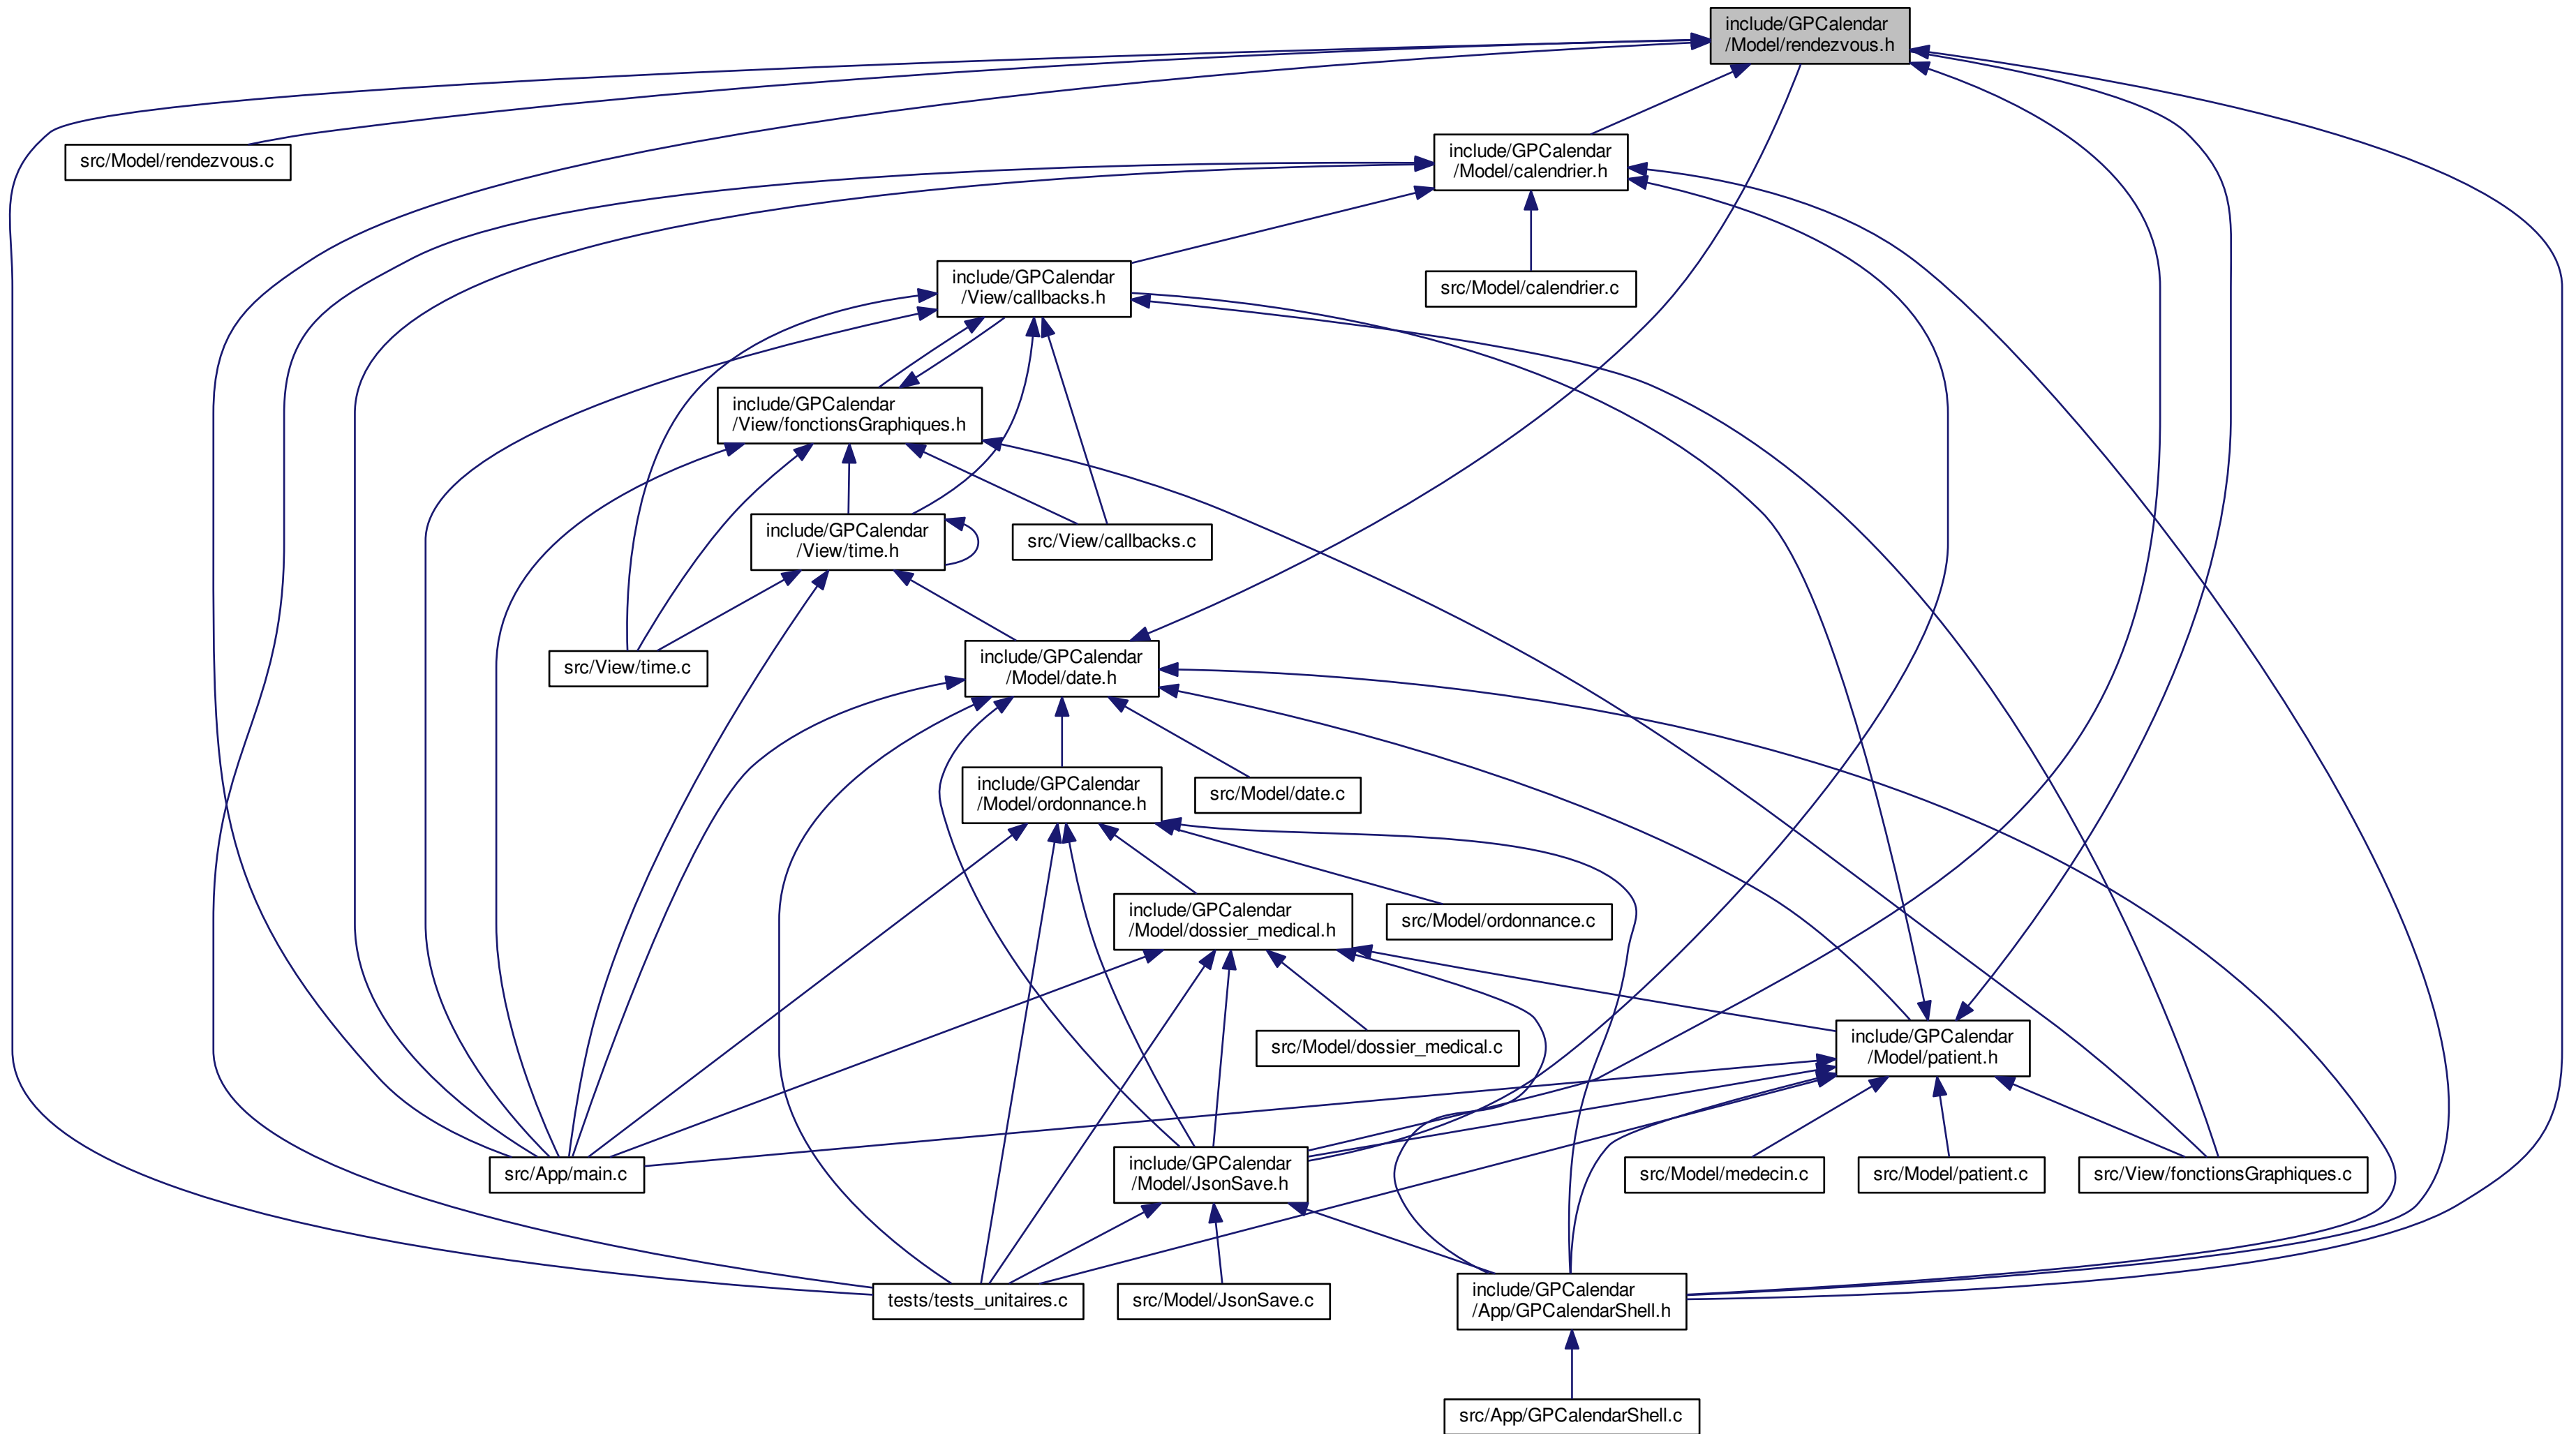 include/GPCalendar
/Model/rendezvous.h
include/GPCalendar
/Model/calendrier.h
src/Model/rendezvous.c
include/GPCalendar
/View/callbacks.h
src/Model/calendrier.c
include/GPCalendar
/View/fonctionsGraphiques.h
include/GPCalendar
/View/time.h
src/View/callbacks.c
src/View/time.c
include/GPCalendar
/Model/date.h
include/GPCalendar
/Model/ordonnance.h
src/Model/date.c
include/GPCalendar
/Model/dossier_medical.h
src/Model/ordonnance.c
src/Model/dossier_medical.c
include/GPCalendar
/Model/patient.h
src/App/main.c
include/GPCalendar
/Model/JsonSave.h
src/Model/medecin.c
src/Model/patient.c
src/View/fonctionsGraphiques.c
tests/tests_unitaires.c
src/Model/JsonSave.c
include/GPCalendar
/App/GPCalendarShell.h
src/App/GPCalendarShell.c